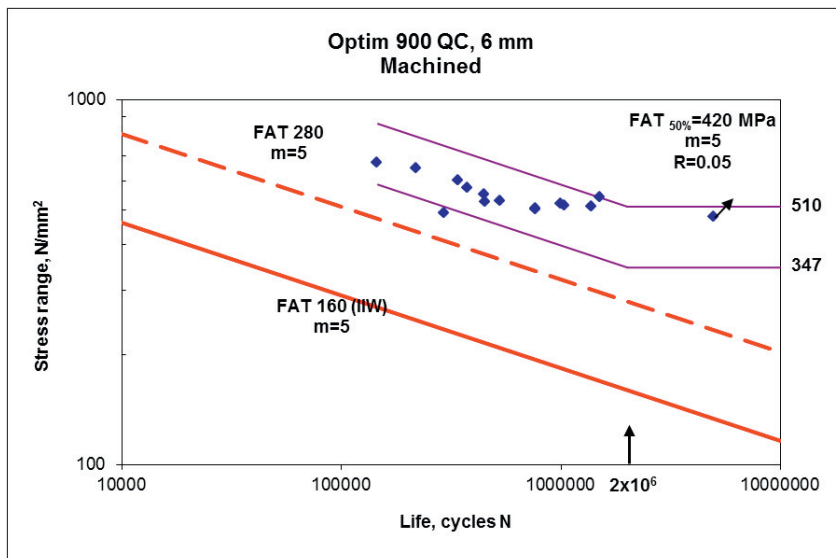 Optim 900 QC, 6 mm
Machined
1000
FAT 280
m=5
FAT 50%=420 MPa
m=5
R=0.05
510
347
FAT 160 (IIW)
m=5
Stress range, N/mm²
100
10000
100000
1000000
2x10⁶
10000000
Life, cycles N